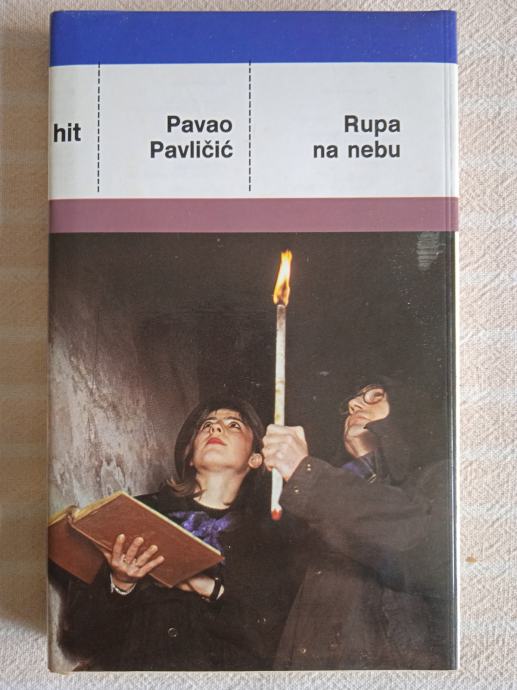 hit
Pavao
Pavličić
Rupa
na nebu